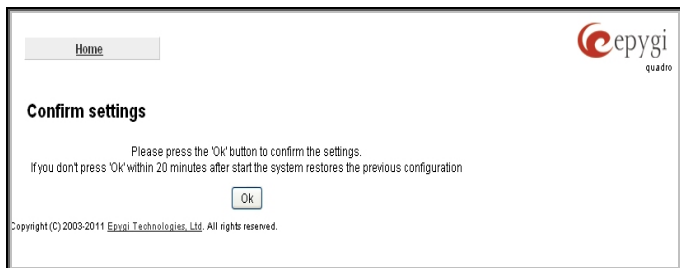 Home
epygi
quadro
Confirm settings
Please press the 'Ok' button to confirm the settings.
If you don't press 'Ok' within 20 minutes after start the system restores the previous configuration
Ok
Copyright (C) 2003-2011 Epygi Technologies, Ltd. All rights reserved.